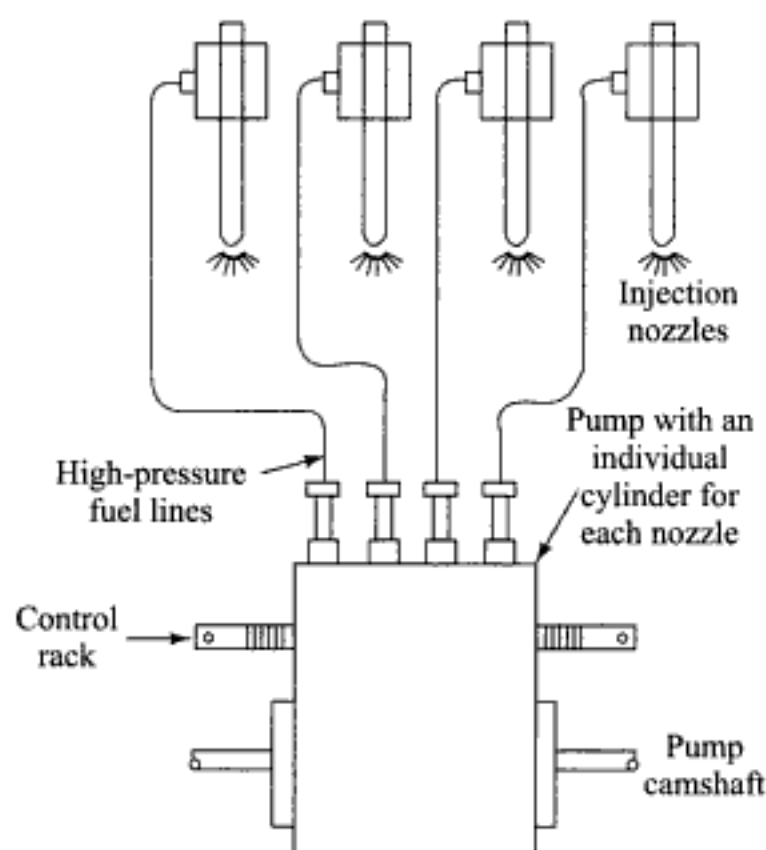 Injection
nozzles
Pump with an
individual
cylinder for
each nozzle
High-pressure
fuel lines
Control
rack
Pump
camshaft